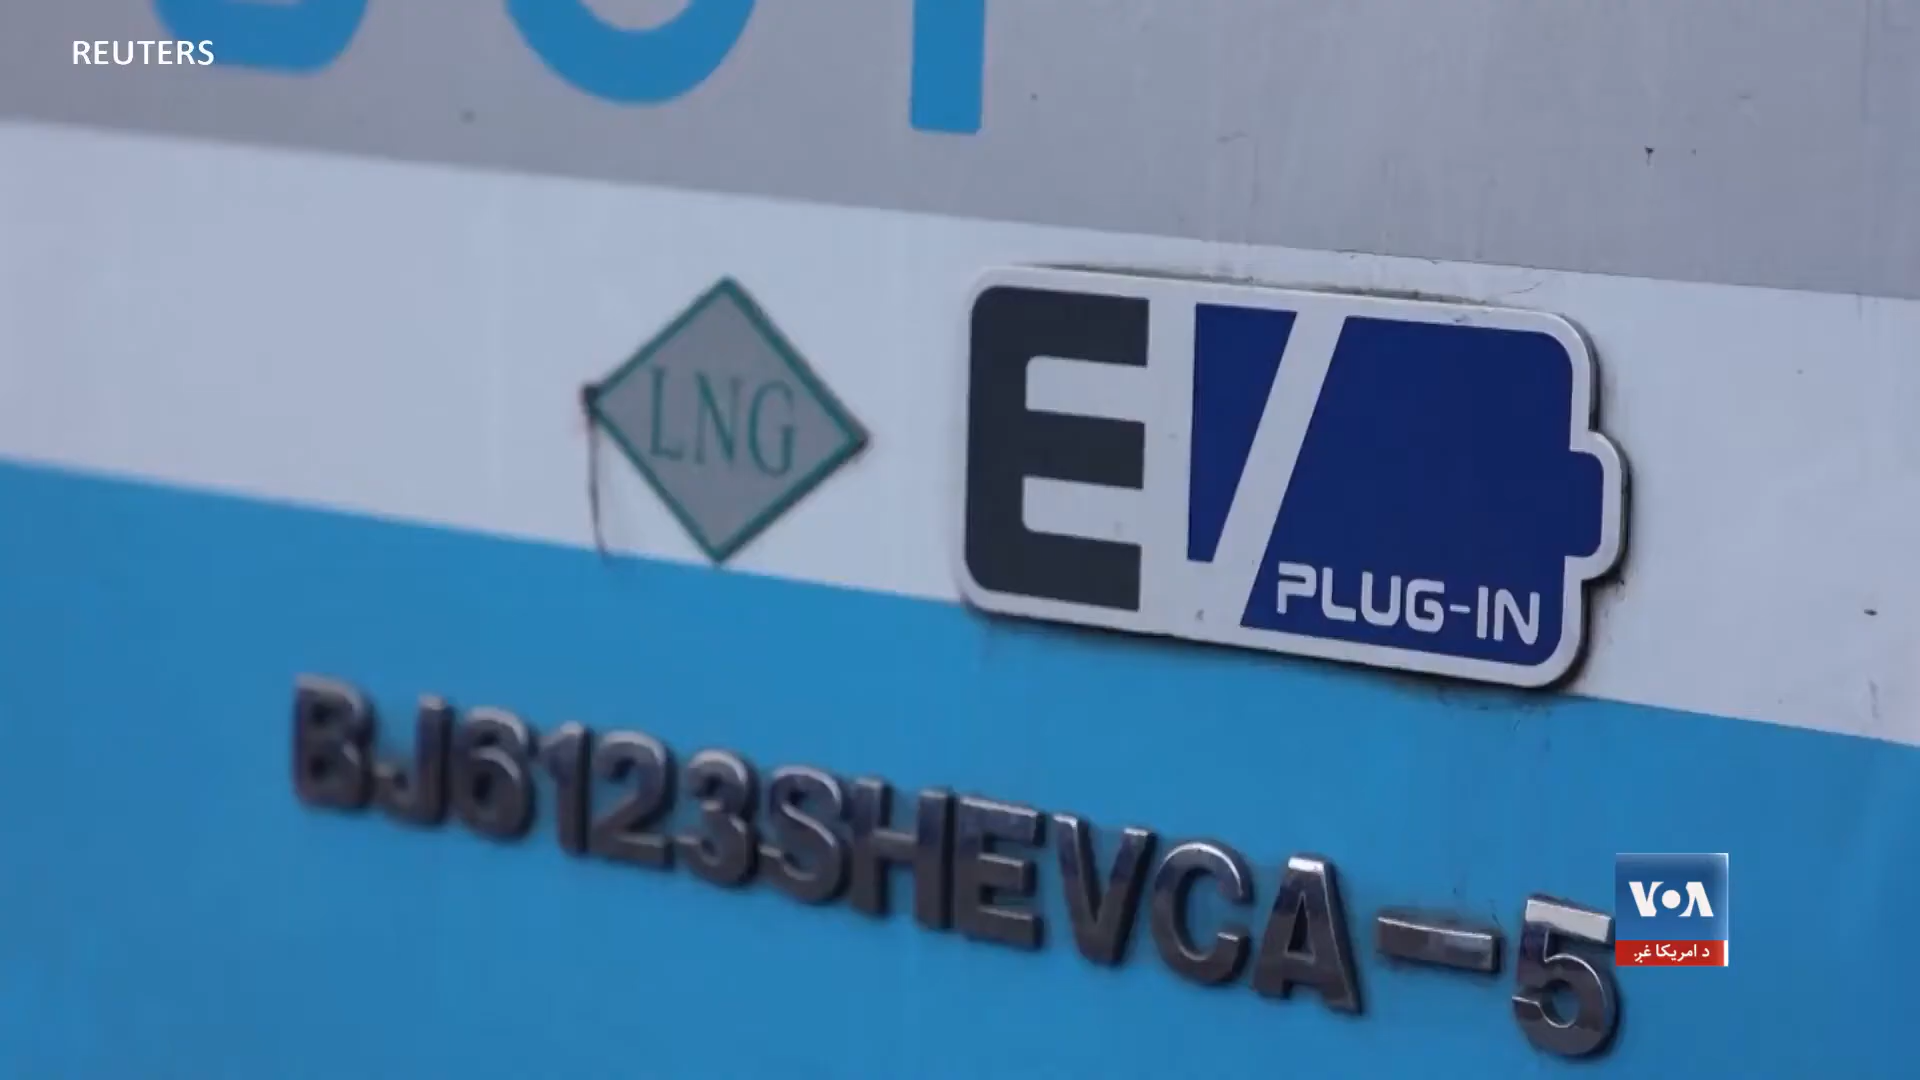 REUTERS
LNG
EV
PLUG-IN
BJ6123SHEVCA-5
VOA
د امریکا غږ